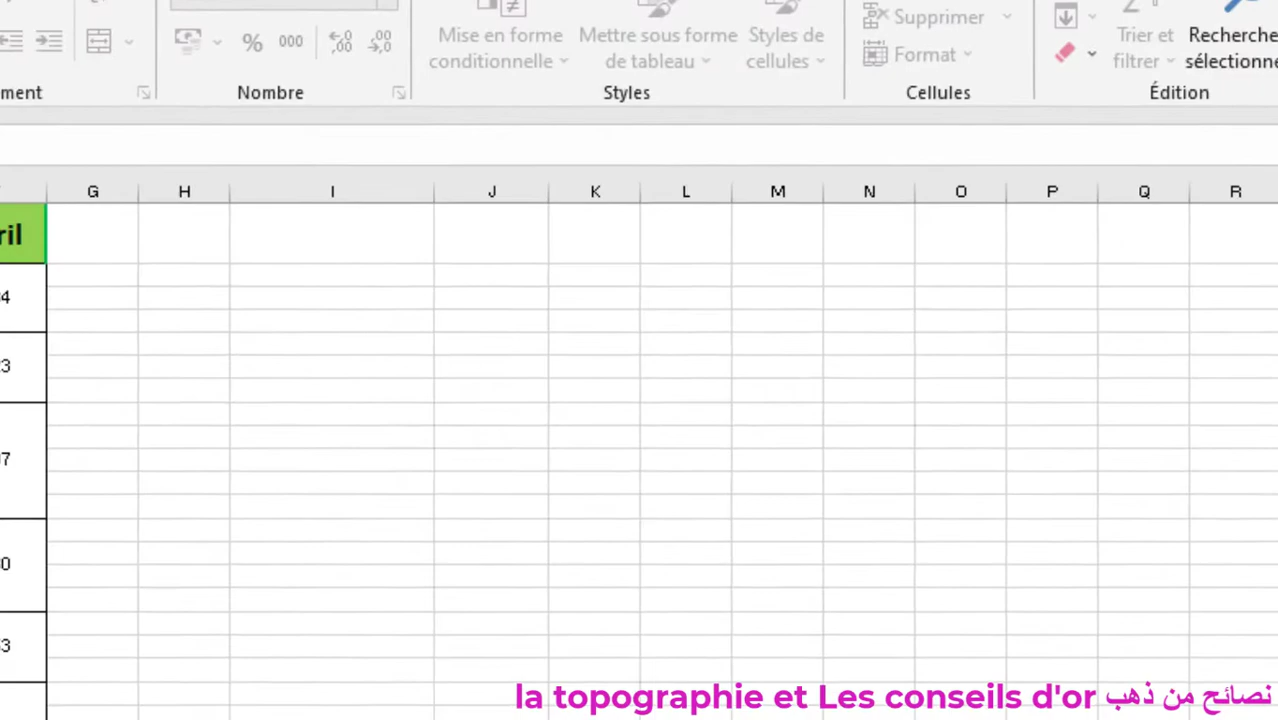 Mise en forme Mettre sous forme Styles de Supprimer Trier et Recherche
% 000 conditionnelle de tableau cellules Format filtrer sélectionne
ment Nombre Styles Cellules Édition
G H I J K L M N O P Q R
ril
4
3
7
0
3
la topographie et Les conseils d'or نصائح من ذهب